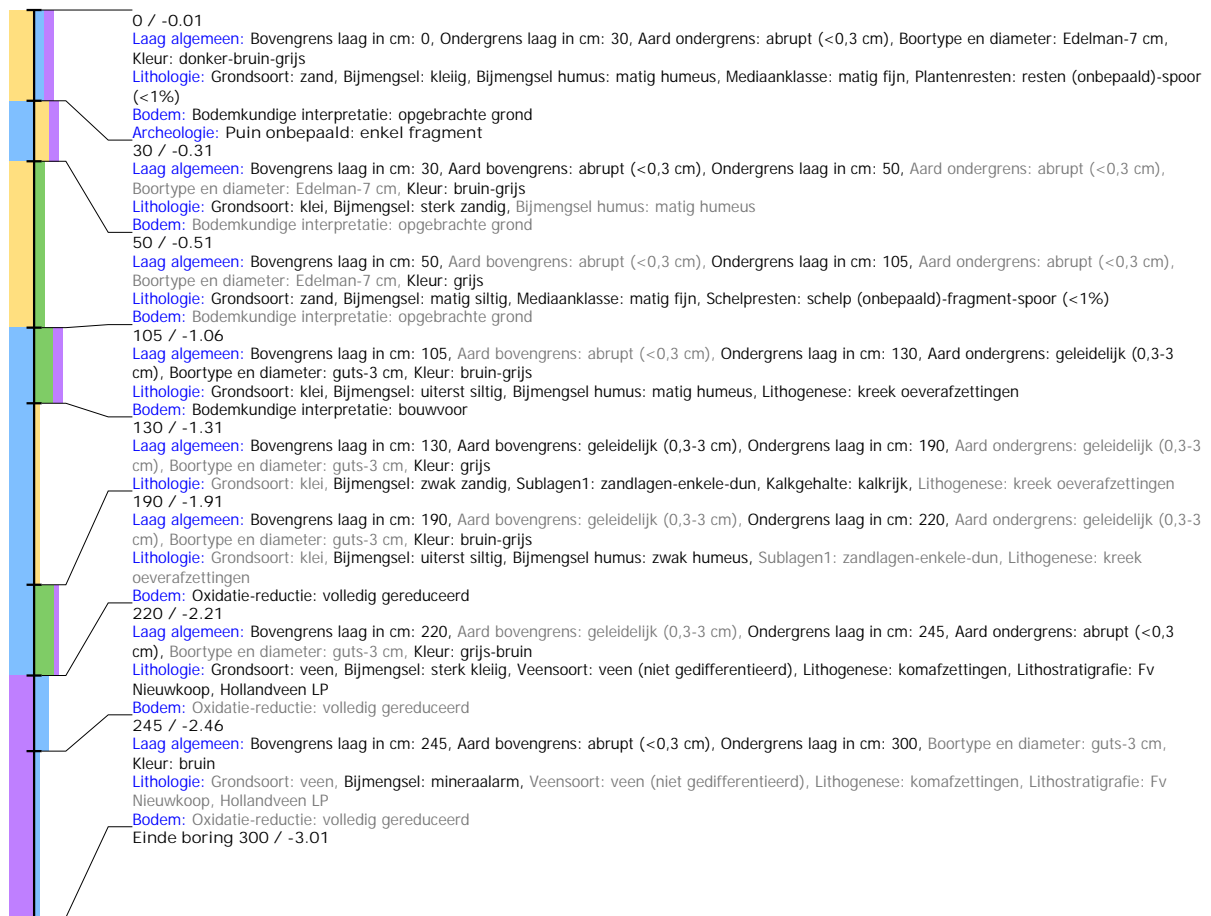 0 / -0.01
Laag algemeen: Bovengrens laag in cm: 0, Ondergrens laag in cm: 30, Aard ondergrens: abrupt (<0,3 cm), Boortype en diameter: Edelman-7 cm,
Kleur: donker-bruin-grijs
Lithologie: Grondsoort: zand, Bijmengsel: kleiig, Bijmengsel humus: matig humeus, Mediaanklasse: matig fijn, Plantenresten: resten (onbepaald)-spoor
(<1%)
Bodem: Bodemkundige interpretatie: opgebrachte grond
Archeologie: Puin onbepaald: enkel fragment
30 / -0.31
Laag algemeen: Bovengrens laag in cm: 30, Aard bovengrens: abrupt (<0,3 cm), Ondergrens laag in cm: 50, Aard ondergrens: abrupt (<0,3 cm),
Boortype en diameter: Edelman-7 cm, Kleur: bruin-grijs
Lithologie: Grondsoort: klei, Bijmengsel: sterk zandig, Bijmengsel humus: matig humeus
Bodem: Bodemkundige interpretatie: opgebrachte grond
50 / -0.51
Laag algemeen: Bovengrens laag in cm: 50, Aard bovengrens: abrupt (<0,3 cm), Ondergrens laag in cm: 105, Aard ondergrens: abrupt (<0,3 cm),
Boortype en diameter: Edelman-7 cm, Kleur: grijs
Lithologie: Grondsoort: zand, Bijmengsel: matig siltig, Mediaanklasse: matig fijn, Schelpresten: schelp (onbepaald)-fragment-spoor (<1%)
Bodem: Bodemkundige interpretatie: opgebrachte grond
105 / -1.06
Laag algemeen: Bovengrens laag in cm: 105, Aard bovengrens: abrupt (<0,3 cm), Ondergrens laag in cm: 130, Aard ondergrens: geleidelijk (0,3-3
cm), Boortype en diameter: guts-3 cm, Kleur: bruin-grijs
Lithologie: Grondsoort: klei, Bijmengsel: uiterst siltig, Bijmengsel humus: matig humeus, Lithogenese: kreek oeverafzettingen
Bodem: Bodemkundige interpretatie: bouwvoor
130 / -1.31
Laag algemeen: Bovengrens laag in cm: 130, Aard bovengrens: geleidelijk (0,3-3 cm), Ondergrens laag in cm: 190, Aard ondergrens: geleidelijk (0,3-3
cm), Boortype en diameter: guts-3 cm, Kleur: grijs
Lithologie: Grondsoort: klei, Bijmengsel: zwak zandig, Sublagen1: zandlagen-enkele-dun, Kalkgehalte: kalkrijk, Lithogenese: kreek oeverafzettingen
190 / -1.91
Laag algemeen: Bovengrens laag in cm: 190, Aard bovengrens: geleidelijk (0,3-3 cm), Ondergrens laag in cm: 220, Aard ondergrens: geleidelijk (0,3-3
cm), Boortype en diameter: guts-3 cm, Kleur: bruin-grijs
Lithologie: Grondsoort: klei, Bijmengsel: uiterst siltig, Bijmengsel humus: zwak humeus, Sublagen1: zandlagen-enkele-dun, Lithogenese: kreek
oeverafzettingen
Bodem: Oxidatie-reductie: volledig gereduceerd
220 / -2.21
Laag algemeen: Bovengrens laag in cm: 220, Aard bovengrens: geleidelijk (0,3-3 cm), Ondergrens laag in cm: 245, Aard ondergrens: abrupt (<0,3
cm), Boortype en diameter: guts-3 cm, Kleur: grijs-bruin
Lithologie: Grondsoort: veen, Bijmengsel: sterk kleiig, Veensoort: veen (niet gedifferentieerd), Lithogenese: komafzettingen, Lithostratigrafie: Fv
Nieuwkoop, Hollandveen LP
Bodem: Oxidatie-reductie: volledig gereduceerd
245 / -2.46
Laag algemeen: Bovengrens laag in cm: 245, Aard bovengrens: abrupt (<0,3 cm), Ondergrens laag in cm: 300, Boortype en diameter: guts-3 cm,
Kleur: bruin
Lithologie: Grondsoort: veen, Bijmengsel: mineraalarm, Veensoort: veen (niet gedifferentieerd), Lithogenese: komafzettingen, Lithostratigrafie: Fv
Nieuwkoop, Hollandveen LP
Bodem: Oxidatie-reductie: volledig gereduceerd
Einde boring 300 / -3.01